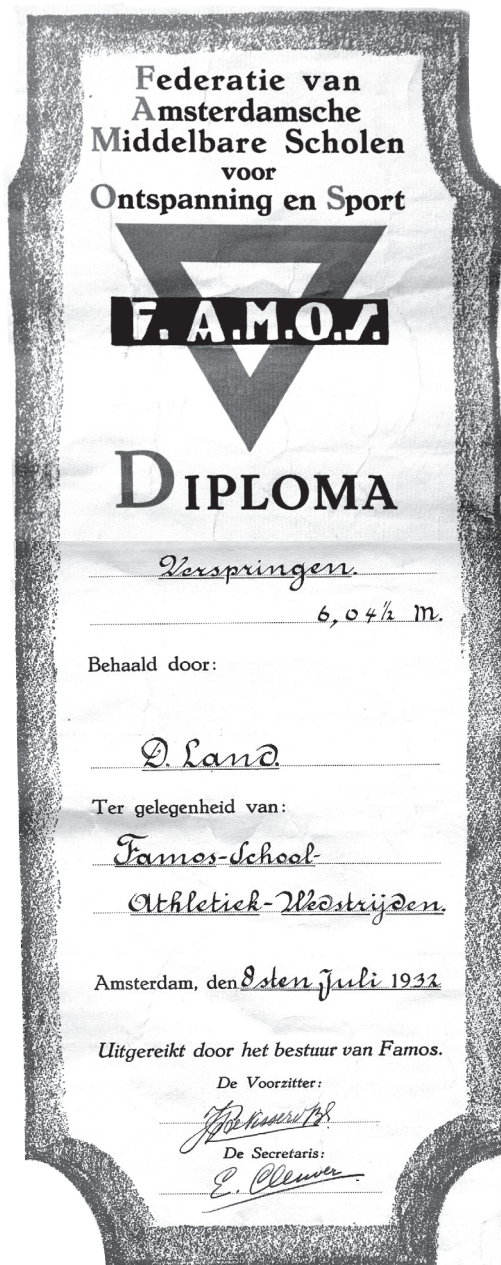 Federatie van
Amsterdamsche
Middelbare Scholen
voor
Ontspanning en Sport
F. A.M.O.S.
DIPLOMA
Verspringen.
6,04½ M.
Behaald door:
D. Land.
Ter gelegenheid van:
Famos-School-
Athletiek-Wedstrijden.
Amsterdam, den 8sten Juli 1932
Uitgereikt door het bestuur van Famos.
De Voorzitter:
De Secretaris:
E. Cleuver